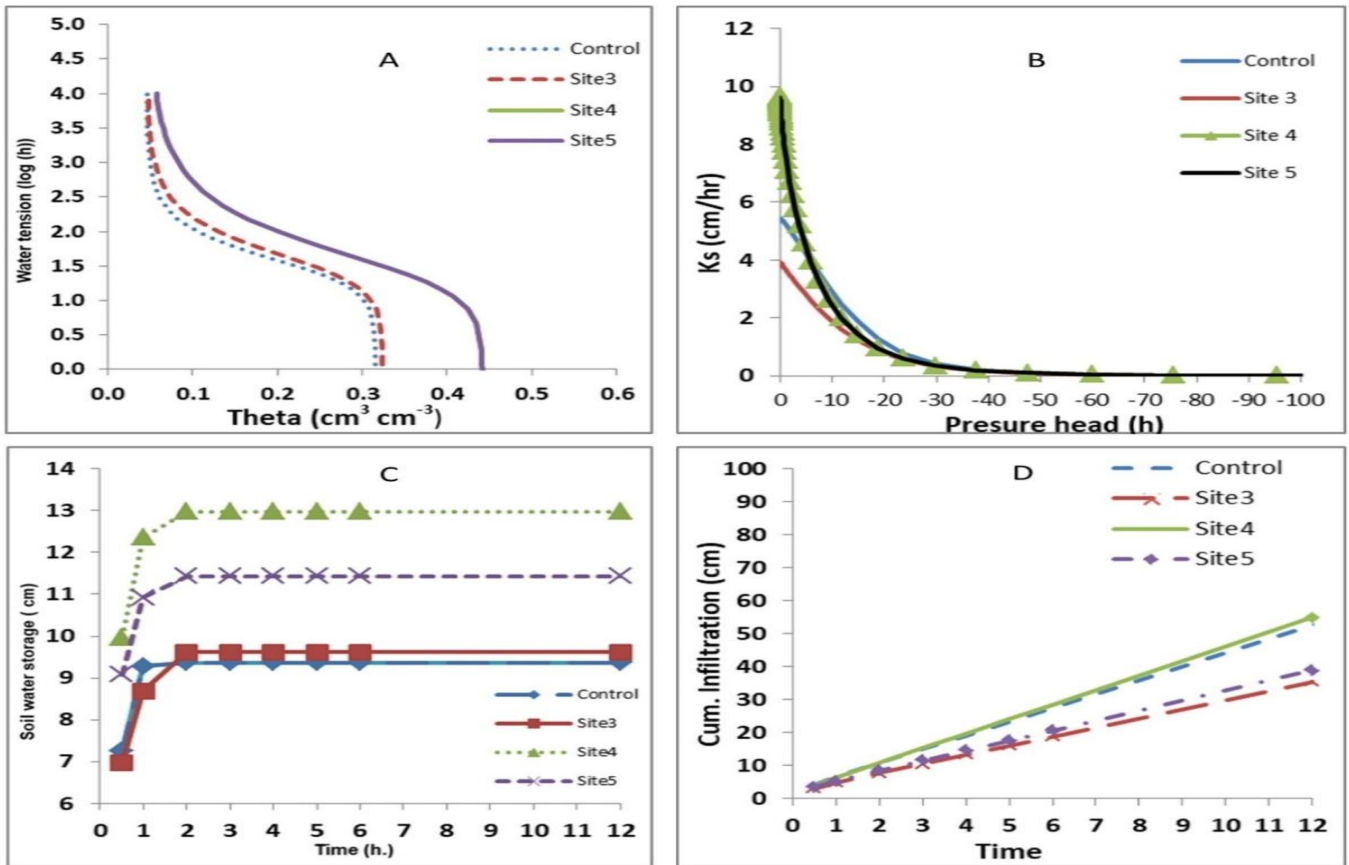 A
5.0
4.5
4.0
3.5
3.0
2.5
2.0
1.5
1.0
0.5
0.0
Water tension (log (h))
0.0 0.1 0.2 0.3 0.4 0.5 0.6
Theta (cm³ cm⁻³)
Control
Site3
Site4
Site5
B
12
10
8
6
4
2
0
Ks (cm/hr)
0 -10 -20 -30 -40 -50 -60 -70 -80 -90 -100
Presure head (h)
Control
Site 3
Site 4
Site 5
C
14
13
12
11
10
9
8
7
6
Soil water storage ( cm)
0 1 2 3 4 5 6 7 8 9 10 11 12
Time (h.)
Control
Site3
Site4
Site5
D
100
90
80
70
60
50
40
30
20
10
0
Cum. Infiltration (cm)
0 1 2 3 4 5 6 7 8 9 10 11 12
Time
Control
Site3
Site4
Site5